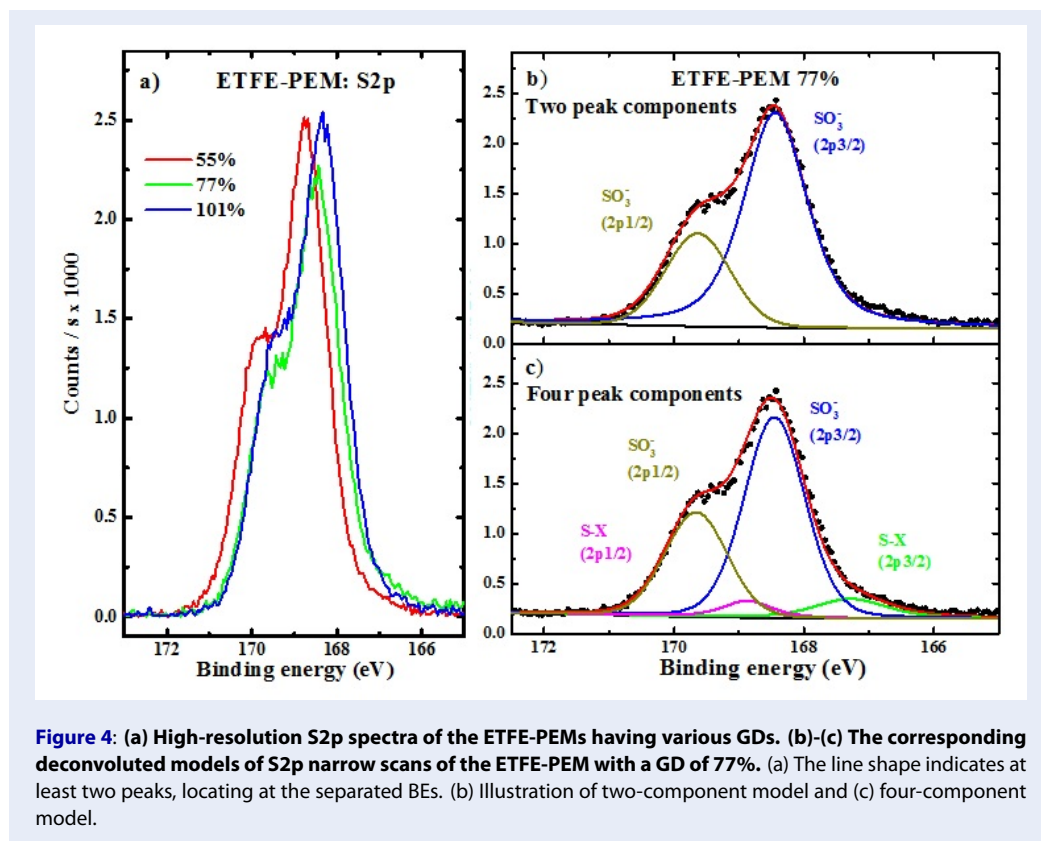 a) ETFE-PEM: S2p
55%
77%
101%
2.5
2.0
1.5
1.0
0.5
0.0
Counts / s x 1000
172 170 168 166
Binding energy (eV)
b) ETFE-PEM 77%
Two peak components
SO₃⁻
(2p3/2)
SO₃⁻
(2p1/2)
2.5
2.0
1.5
1.0
0.5
0.0
c)
Four peak components
SO₃⁻
(2p3/2)
SO₃⁻
(2p1/2)
S-X
(2p1/2)
S-X
(2p3/2)
2.5
2.0
1.5
1.0
0.5
0.0
172 170 168 166
Binding energy (eV)
Figure 4: (a) High-resolution S2p spectra of the ETFE-PEMs having various GDs. (b)-(c) The corresponding
deconvoluted models of S2p narrow scans of the ETFE-PEM with a GD of 77%. (a) The line shape indicates at
least two peaks, locating at the separated BEs. (b) Illustration of two-component model and (c) four-component
model.